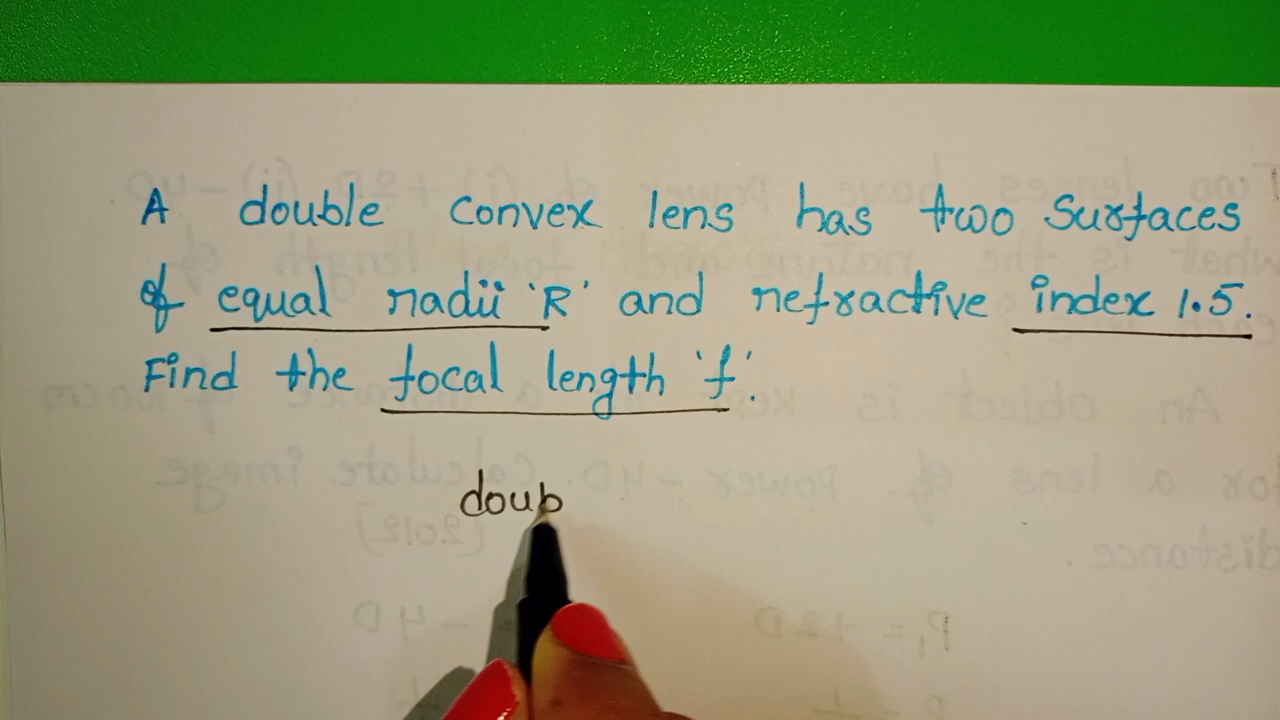 A double convex lens has two surfaces
of equal radii 'R' and refractive index 1.5.
Find the focal length 'f'.
doub